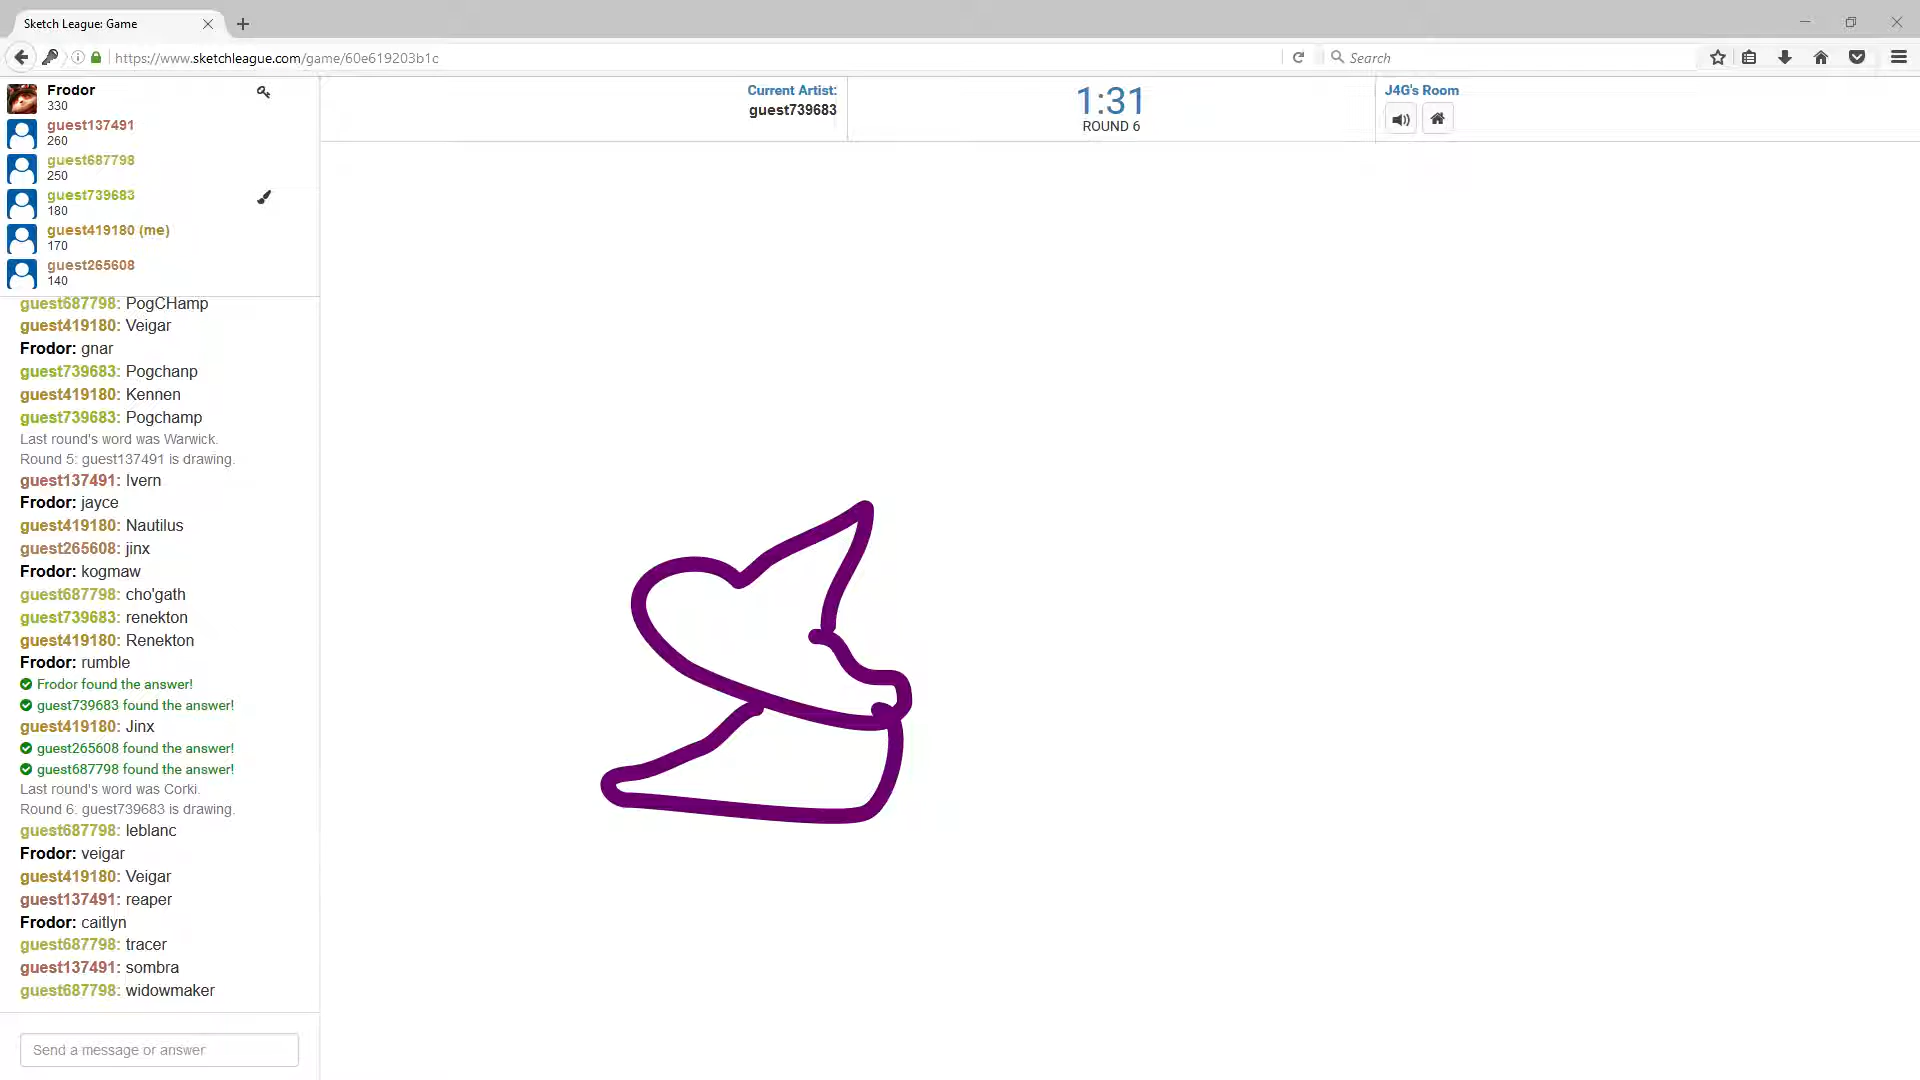 Sketch League: Game
https://www.sketchleague.com/game/60e619203b1c
Search
Frodor
330
guest137491
260
guest687798
250
guest739683
180
guest419180 (me)
170
guest265608
140
Current Artist:
guest739683
1:31
ROUND 6
J4G's Room
guest687798: PogCHamp
guest419180: Veigar
Frodor: gnar
guest739683: Pogchanp
guest419180: Kennen
guest739683: Pogchamp
Last round's word was Warwick.
Round 5: guest137491 is drawing.
guest137491: Ivern
Frodor: jayce
guest419180: Nautilus
guest265608: jinx
Frodor: kogmaw
guest687798: cho'gath
guest739683: renekton
guest419180: Renekton
Frodor: rumble
Frodor found the answer!
guest739683 found the answer!
guest419180: Jinx
guest265608 found the answer!
guest687798 found the answer!
Last round's word was Corki.
Round 6: guest739683 is drawing.
guest687798: leblanc
Frodor: veigar
guest419180: Veigar
guest137491: reaper
Frodor: caitlyn
guest687798: tracer
guest137491: sombra
guest687798: widowmaker
Send a message or answer